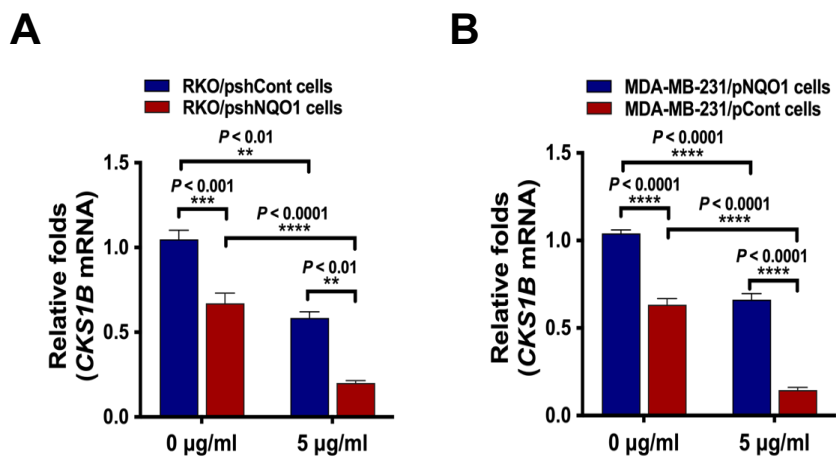 A
RKO/pshCont cells
RKO/pshNQO1 cells
P < 0.01
**
P < 0.001
***
P < 0.0001
****
P < 0.01
**
Relative folds
(CKS1B mRNA)
1.5
1.0
0.5
0.0
0 µg/ml
5 µg/ml
B
MDA-MB-231/pNQO1 cells
MDA-MB-231/pCont cells
P < 0.0001
****
P < 0.0001
****
P < 0.0001
****
P < 0.0001
****
Relative folds
(CKS1B mRNA)
1.5
1.0
0.5
0.0
0 µg/ml
5 µg/ml